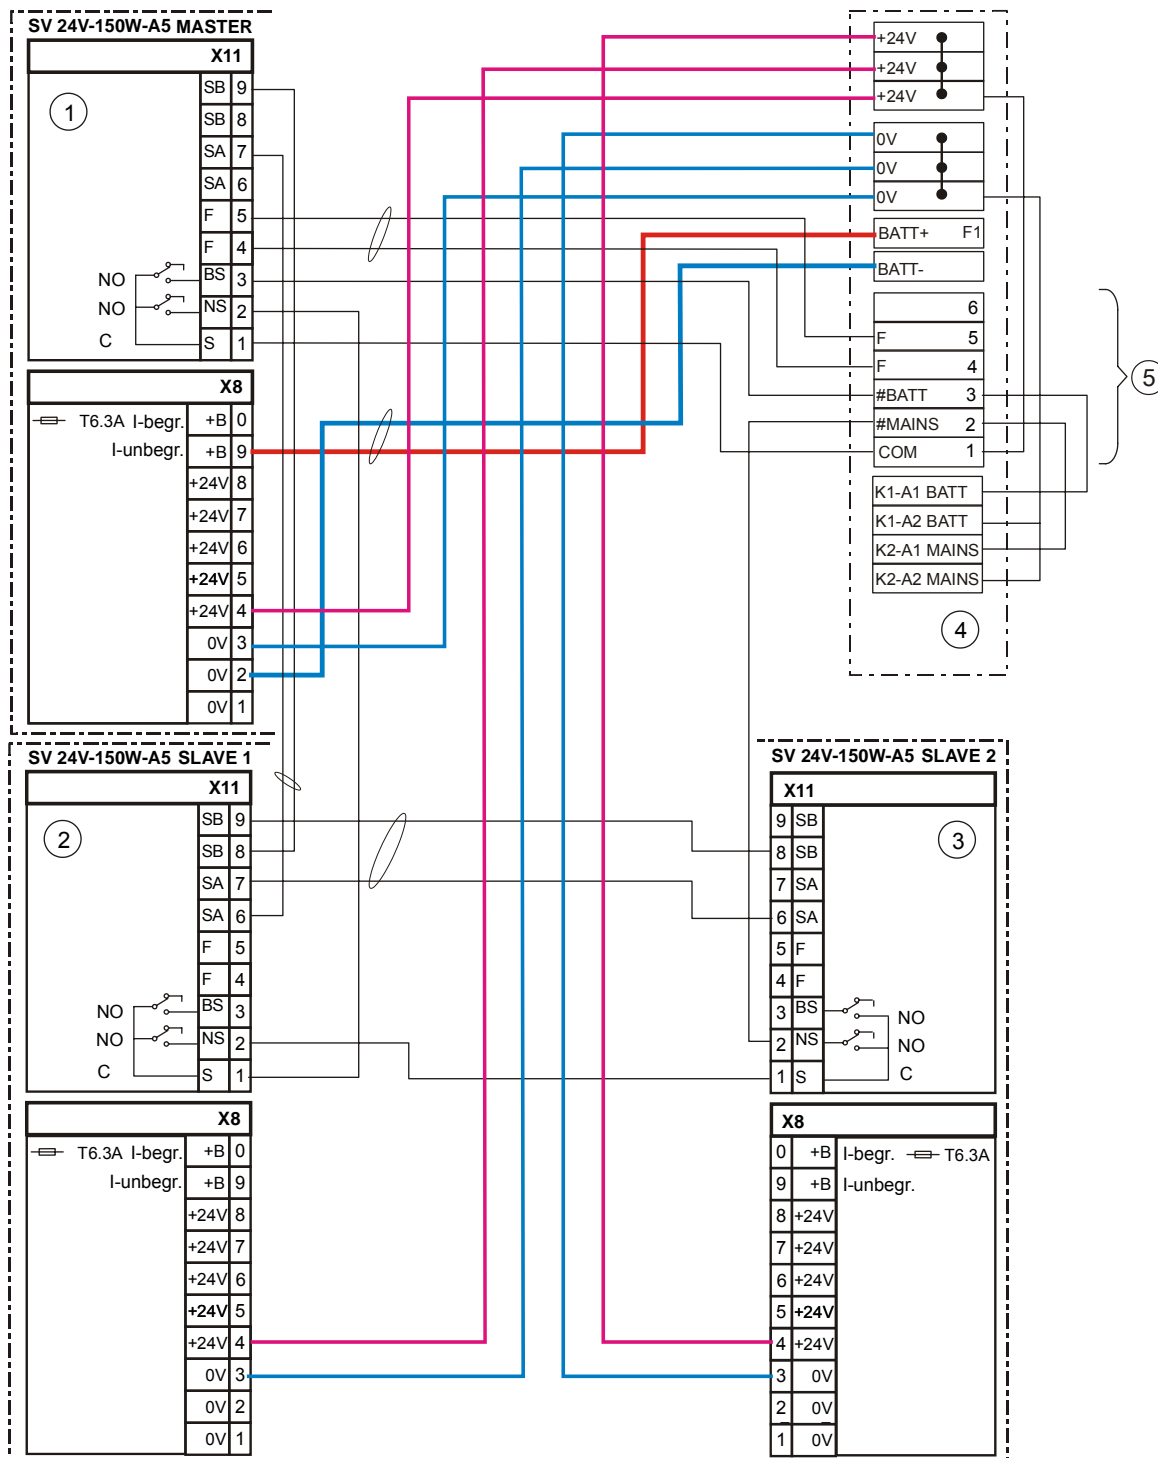 SV 24V-150W-A5 MASTER
X11
1
SB 9
SB 8
SA 7
SA 6
F 5
F 4
NO BS 3
NO NS 2
C S 1
X8
T6.3A I-begr. +B 0
I-unbegr. +B 9
+24V 8
+24V 7
+24V 6
+24V 5
+24V 4
0V 3
0V 2
0V 1
+24V
+24V
+24V
0V
0V
0V
BATT+ F1
BATT-
6
F 5
F 4
#BATT 3
#MAINS 2
COM 1
5
K1-A1 BATT
K1-A2 BATT
K2-A1 MAINS
K2-A2 MAINS
4
SV 24V-150W-A5 SLAVE 1
X11
2
SB 9
SB 8
SA 7
SA 6
F 5
F 4
NO BS 3
NO NS 2
C S 1
X8
T6.3A I-begr. +B 0
I-unbegr. +B 9
+24V 8
+24V 7
+24V 6
+24V 5
+24V 4
0V 3
0V 2
0V 1
SV 24V-150W-A5 SLAVE 2
X11
3
9 SB
8 SB
7 SA
6 SA
5 F
4 F
3 BS NO
2 NS NO
1 S C
X8
0 +B I-begr. T6.3A
9 +B I-unbegr.
8 +24V
7 +24V
6 +24V
5 +24V
4 +24V
3 0V
2 0V
1 0V